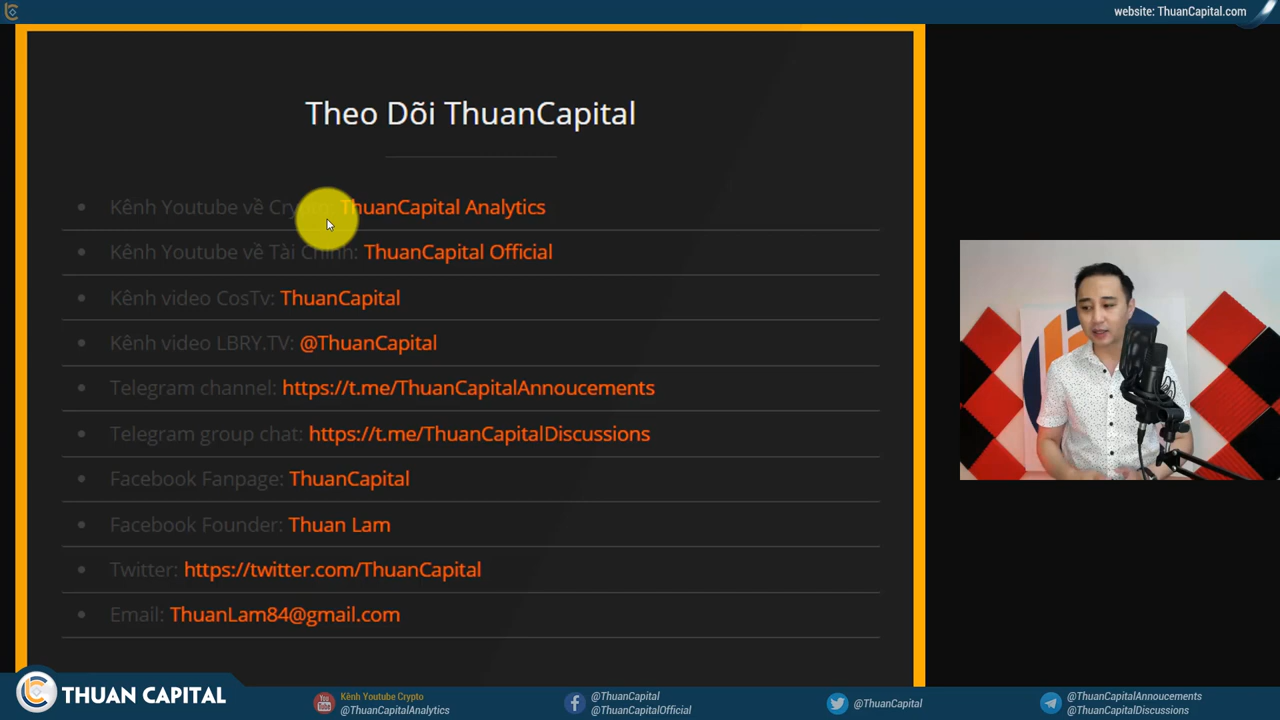 website: ThuanCapital.com
Theo Dõi ThuanCapital
Kênh Youtube về Crypto: ThuanCapital Analytics
Kênh Youtube về Tài Chính: ThuanCapital Official
Kênh video CosTv: ThuanCapital
Kênh video LBRY.TV: @ThuanCapital
Telegram channel: https://t.me/ThuanCapitalAnnoucements
Telegram group chat: https://t.me/ThuanCapitalDiscussions
Facebook Fanpage: ThuanCapital
Facebook Founder: Thuan Lam
Twitter: https://twitter.com/ThuanCapital
Email: ThuanLam84@gmail.com
THUAN CAPITAL
You Tube
Kênh Youtube Crypto
@ThuanCapitalAnalytics
@ThuanCapital
@ThuanCapitalOfficial
@ThuanCapital
@ThuanCapitalAnnoucements
@ThuanCapitalDiscussions